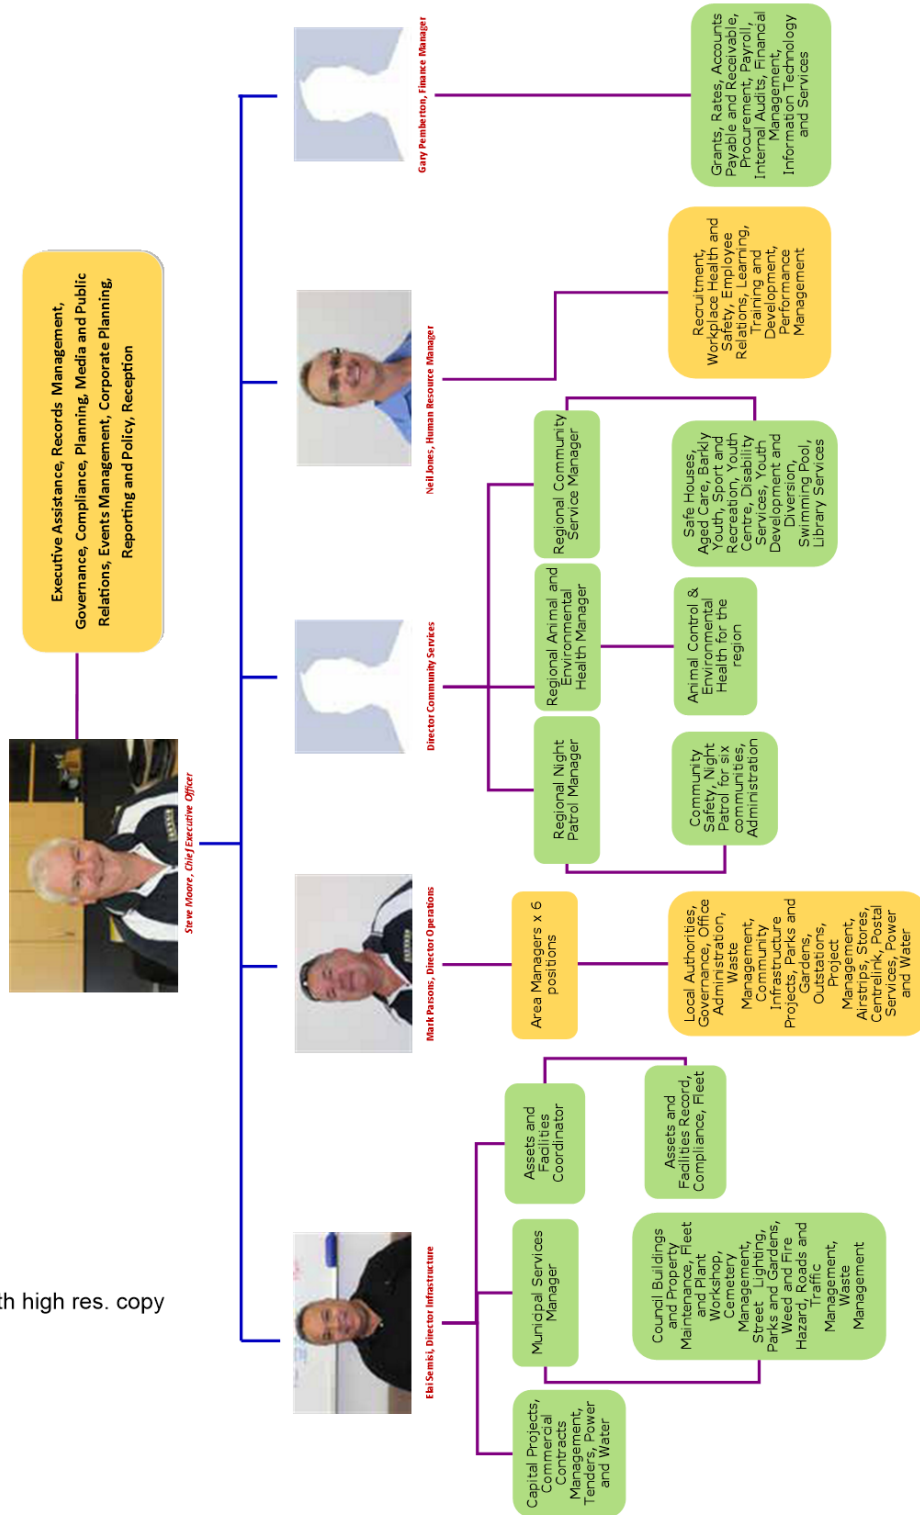 Executive Assistance, Records Management,
Governance, Compliance, Planning, Media and Public
Relations, Events Management, Corporate Planning,
Reporting and Policy, Reception
Steve Moore, Chief Executive Officer
Elai Semisi, Director Infrastructure
Mark Parsons, Director Operations
Director Community Services
Neil Jones, Human Resource Manager
Gary Pemberton, Finance Manager
Capital Projects,
Commercial
Contracts
Management,
Tenders, Power
and Water
Municipal Services
Manager
Assets and
Facilities
Coordinator
Area Managers x 6
positions
Regional Night
Patrol Manager
Regional Animal and
Environmental
Health Manager
Regional Community
Service Manager
Council Buildings
and Property
Maintenance, Fleet
and Plant
Workshop,
Cemetery
Management,
Street Lighting,
Parks and Gardens,
Weed and Fire
Hazard, Roads and
Traffic
Management,
Waste
Management
Assets and
Facilities Record,
Compliance, Fleet
Local Authorities,
Governance, Office
Administration,
Waste
Management,
Community
Infrastructure
Projects, Parks and
Gardens,
Outstations,
Project
Management,
Airstrips, Stores,
Centrelink, Postal
Services, Power
and Water
Community
Safety, Night
Patrol for six
communities,
Administration
Animal Control &
Environmental
Health for the
region
Safe Houses,
Aged Care, Barkly
Youth, Sport and
Recreation, Youth
Centre, Disability
Services, Youth
Development and
Diversion,
Swimming Pool,
Library Services
Recruitment,
Workplace Health and
Safety, Employee
Relations, Learning,
Training and
Development,
Performance
Management
Grants, Rates, Accounts
Payable and Receivable,
Procurement, Payroll,
Internal Audits, Financial
Management,
Information Technology
and Services
th high res. copy